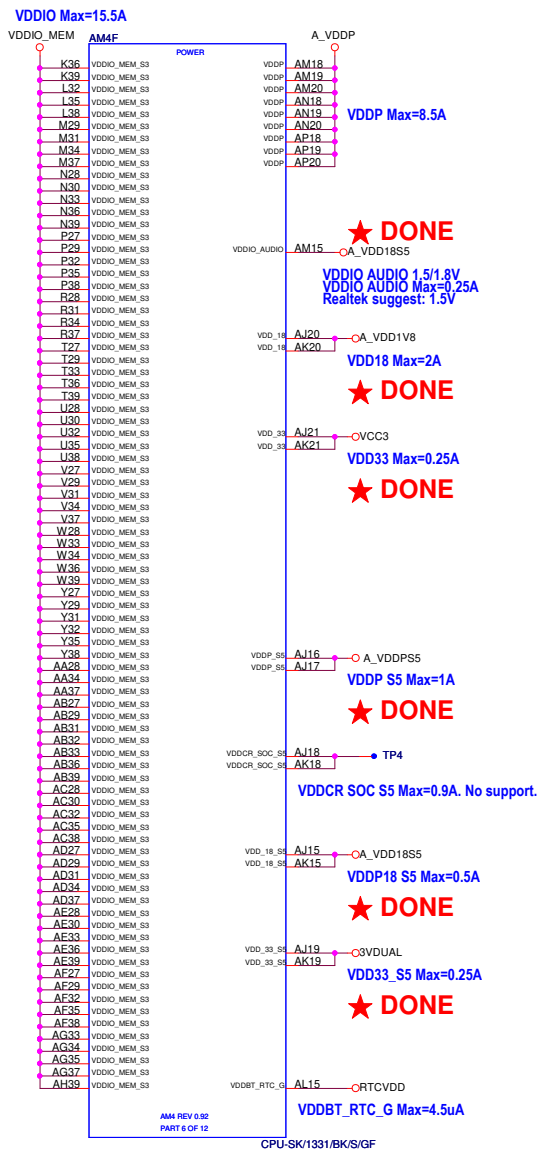 VDDIO Max=15.5A
VDDIO_MEM AM4F A_VDDP
POWER
K36 VDDIO_MEM_S3 VDDP AM18
K39 VDDIO_MEM_S3 VDDP AM19
L32 VDDIO_MEM_S3 VDDP AM20
L35 VDDIO_MEM_S3 VDDP AN18
L38 VDDIO_MEM_S3 VDDP AN19 VDDP Max=8.5A
M29 VDDIO_MEM_S3 VDDP AN20
M31 VDDIO_MEM_S3 VDDP AP18
M34 VDDIO_MEM_S3 VDDP AP19
M37 VDDIO_MEM_S3 VDDP AP20
N28 VDDIO_MEM_S3
N30 VDDIO_MEM_S3
N33 VDDIO_MEM_S3
N36 VDDIO_MEM_S3
N39 VDDIO_MEM_S3 DONE
P27 VDDIO_MEM_S3
P29 VDDIO_MEM_S3 VDDIO_AUDIO AM15 A_VDD18S5
P32 VDDIO_MEM_S3
P35 VDDIO_MEM_S3 VDDIO AUDIO 1.5/1.8V
P38 VDDIO_MEM_S3 VDDIO AUDIO Max=0.25A
R28 VDDIO_MEM_S3 Realtek suggest: 1.5V
R31 VDDIO_MEM_S3
R34 VDDIO_MEM_S3
R37 VDDIO_MEM_S3 VDD_18 AJ20 A_VDD1V8
T27 VDDIO_MEM_S3 VDD_18 AK20
T29 VDDIO_MEM_S3 VDD18 Max=2A
T33 VDDIO_MEM_S3
T36 VDDIO_MEM_S3 DONE
T39 VDDIO_MEM_S3
U28 VDDIO_MEM_S3
U30 VDDIO_MEM_S3
U32 VDDIO_MEM_S3 VDD_33 AJ21 VCC3
U35 VDDIO_MEM_S3 VDD_33 AK21
U38 VDDIO_MEM_S3 VDD33 Max=0.25A
V27 VDDIO_MEM_S3
V29 VDDIO_MEM_S3 DONE
V31 VDDIO_MEM_S3
V34 VDDIO_MEM_S3
V37 VDDIO_MEM_S3
W28 VDDIO_MEM_S3
W33 VDDIO_MEM_S3
W34 VDDIO_MEM_S3
W36 VDDIO_MEM_S3
W39 VDDIO_MEM_S3
Y27 VDDIO_MEM_S3
Y29 VDDIO_MEM_S3
Y31 VDDIO_MEM_S3
Y32 VDDIO_MEM_S3
Y35 VDDIO_MEM_S3
Y38 VDDIO_MEM_S3 VDDP_S5 AJ16 A_VDDPS5
AA28 VDDIO_MEM_S3 VDDP_S5 AJ17
AA34 VDDIO_MEM_S3 VDDP S5 Max=1A
AA37 VDDIO_MEM_S3
AB27 VDDIO_MEM_S3 DONE
AB29 VDDIO_MEM_S3
AB31 VDDIO_MEM_S3
AB32 VDDIO_MEM_S3
AB33 VDDIO_MEM_S3 VDDCR_SOC_S5 AJ18 TP4
AB36 VDDIO_MEM_S3 VDDCR_SOC_S5 AK18
AB39 VDDIO_MEM_S3
AC28 VDDIO_MEM_S3 VDDCR SOC S5 Max=0.9A. No support.
AC30 VDDIO_MEM_S3
AC32 VDDIO_MEM_S3
AC35 VDDIO_MEM_S3
AC38 VDDIO_MEM_S3
AD27 VDDIO_MEM_S3 VDD_18_S5 AJ15 A_VDD18S5
AD29 VDDIO_MEM_S3 VDD_18_S5 AK15
AD31 VDDIO_MEM_S3 VDDP18 S5 Max=0.5A
AD34 VDDIO_MEM_S3
AD37 VDDIO_MEM_S3 DONE
AE28 VDDIO_MEM_S3
AE30 VDDIO_MEM_S3
AE33 VDDIO_MEM_S3
AE36 VDDIO_MEM_S3 VDD_33_S5 AJ19 3VDUAL
AE39 VDDIO_MEM_S3 VDD_33_S5 AK19
AF27 VDDIO_MEM_S3 VDD33_S5 Max=0.25A
AF29 VDDIO_MEM_S3
AF32 VDDIO_MEM_S3 DONE
AF35 VDDIO_MEM_S3
AF38 VDDIO_MEM_S3
AG33 VDDIO_MEM_S3
AG34 VDDIO_MEM_S3
AG35 VDDIO_MEM_S3
AG37 VDDIO_MEM_S3
AH39 VDDIO_MEM_S3 VDDBT_RTC_G AL15 RTCVDD
VDDBT_RTC_G Max=4.5uA
AM4 REV 0.92
PART 6 OF 12
CPU-SK/1331/BK/S/GF